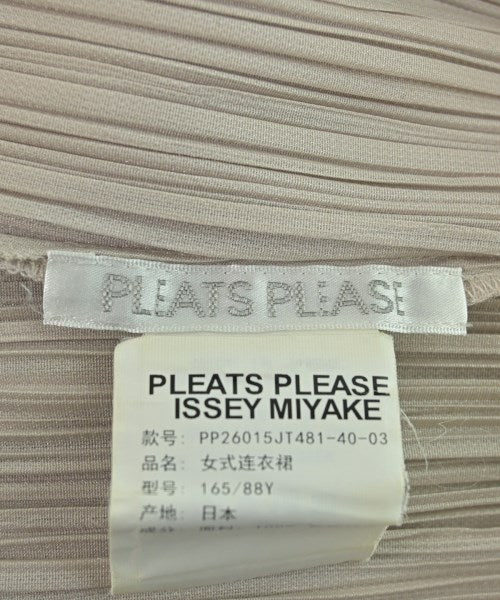 PLEATS PLEASE
PLEATS PLEASE
ISSEY MIYAKE
款号: PP26015JT481-40-03
品名: 女式连衣裙
型号: 165/88Y
产地: 日本